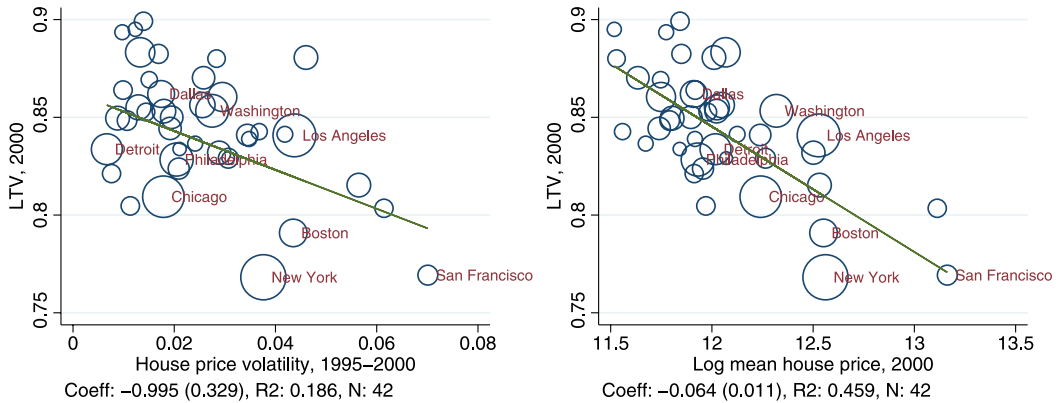 LTV, 2000
0.9
0.85
0.8
0.75
Dallas
Washington
Los Angeles
Detroit
Philadelphia
Chicago
Boston
New York
San Francisco
0
0.02
0.04
0.06
0.08
House price volatility, 1995−2000
Coeff: −0.995 (0.329), R2: 0.186, N: 42
LTV, 2000
0.9
0.85
0.8
0.75
Dallas
Washington
Los Angeles
Detroit
Philadelphia
Chicago
Boston
New York
San Francisco
11.5
12
12.5
13
13.5
Log mean house price, 2000
Coeff: −0.064 (0.011), R2: 0.459, N: 42